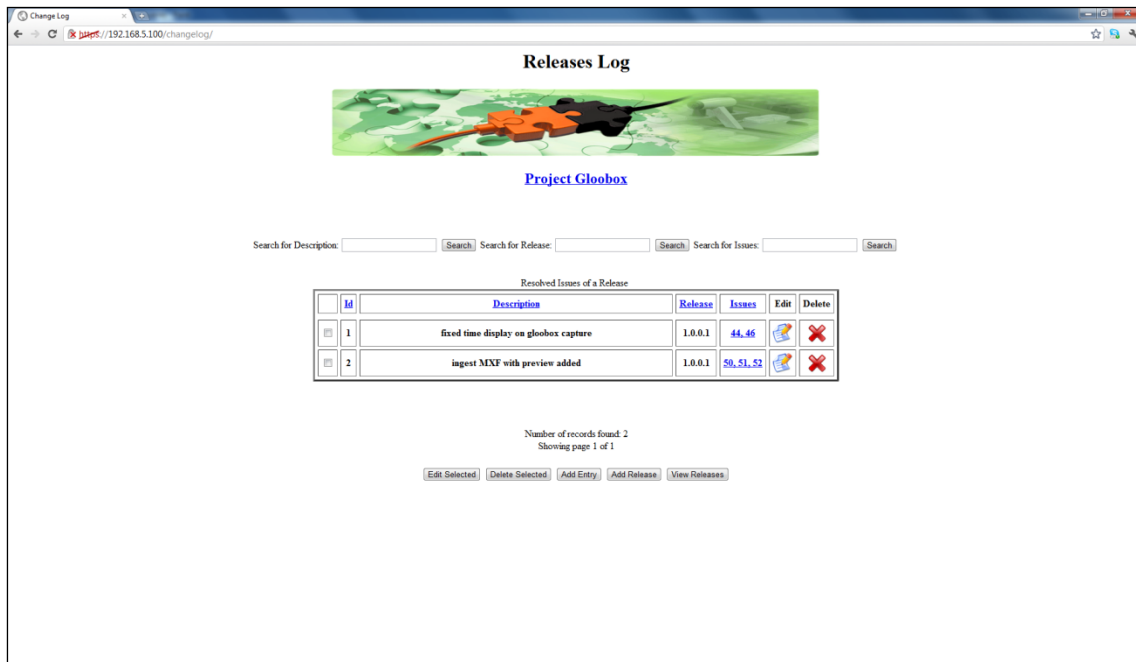 Change Log
https://192.168.5.100/changelog/
Releases Log
Project Gloobox
Search for Description: Search Search for Release: Search Search for Issues: Search
Resolved Issues of a Release
Id Description Release Issues Edit Delete
1 fixed time display on gloobox capture 1.0.0.1 44, 46
2 ingest MXF with preview added 1.0.0.1 50, 51, 52
Number of records found: 2
Showing page 1 of 1
Edit Selected Delete Selected Add Entry Add Release View Releases